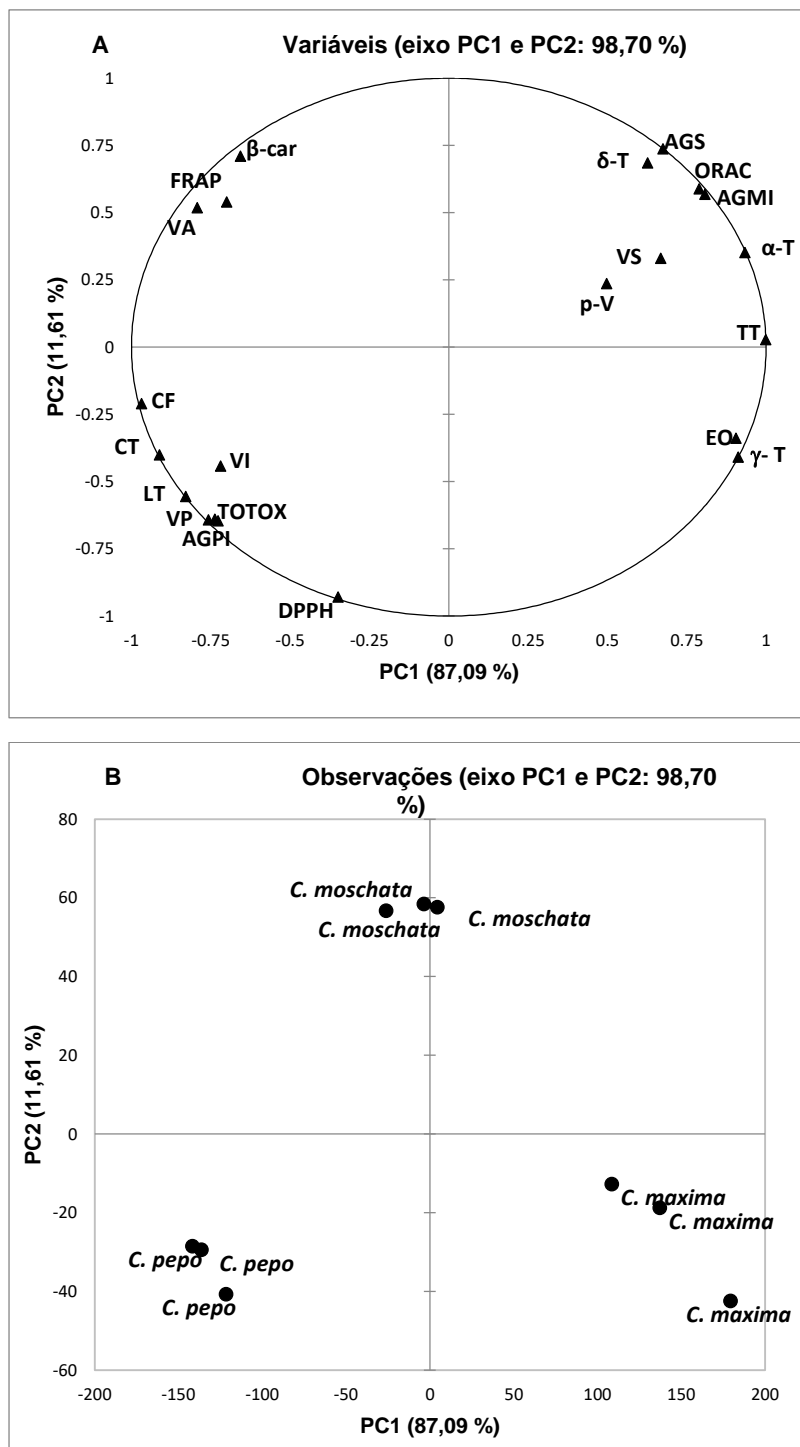 A
Variáveis (eixo PC1 e PC2: 98,70 %)
1
0.75
0.5
0.25
0
-0.25
-0.5
-0.75
-1
PC2 (11,61 %)
β-car
FRAP
VA
AGS
δ-T
ORAC
AGMI
VS
α-T
p-V
TT
CF
CT
VI
EO
γ- T
LT
VP
TOTOX
AGPI
DPPH
-1
-0.75
-0.5
-0.25
0
0.25
0.5
0.75
1
PC1 (87,09 %)
B
Observações (eixo PC1 e PC2: 98,70
%)
80
60
40
20
0
-20
-40
-60
PC2 (11,61 %)
C. moschata
C. moschata
C. moschata
C. maxima
C. maxima
C. maxima
C. pepo
C. pepo
C. pepo
-200
-150
-100
-50
0
50
100
150
200
PC1 (87,09 %)